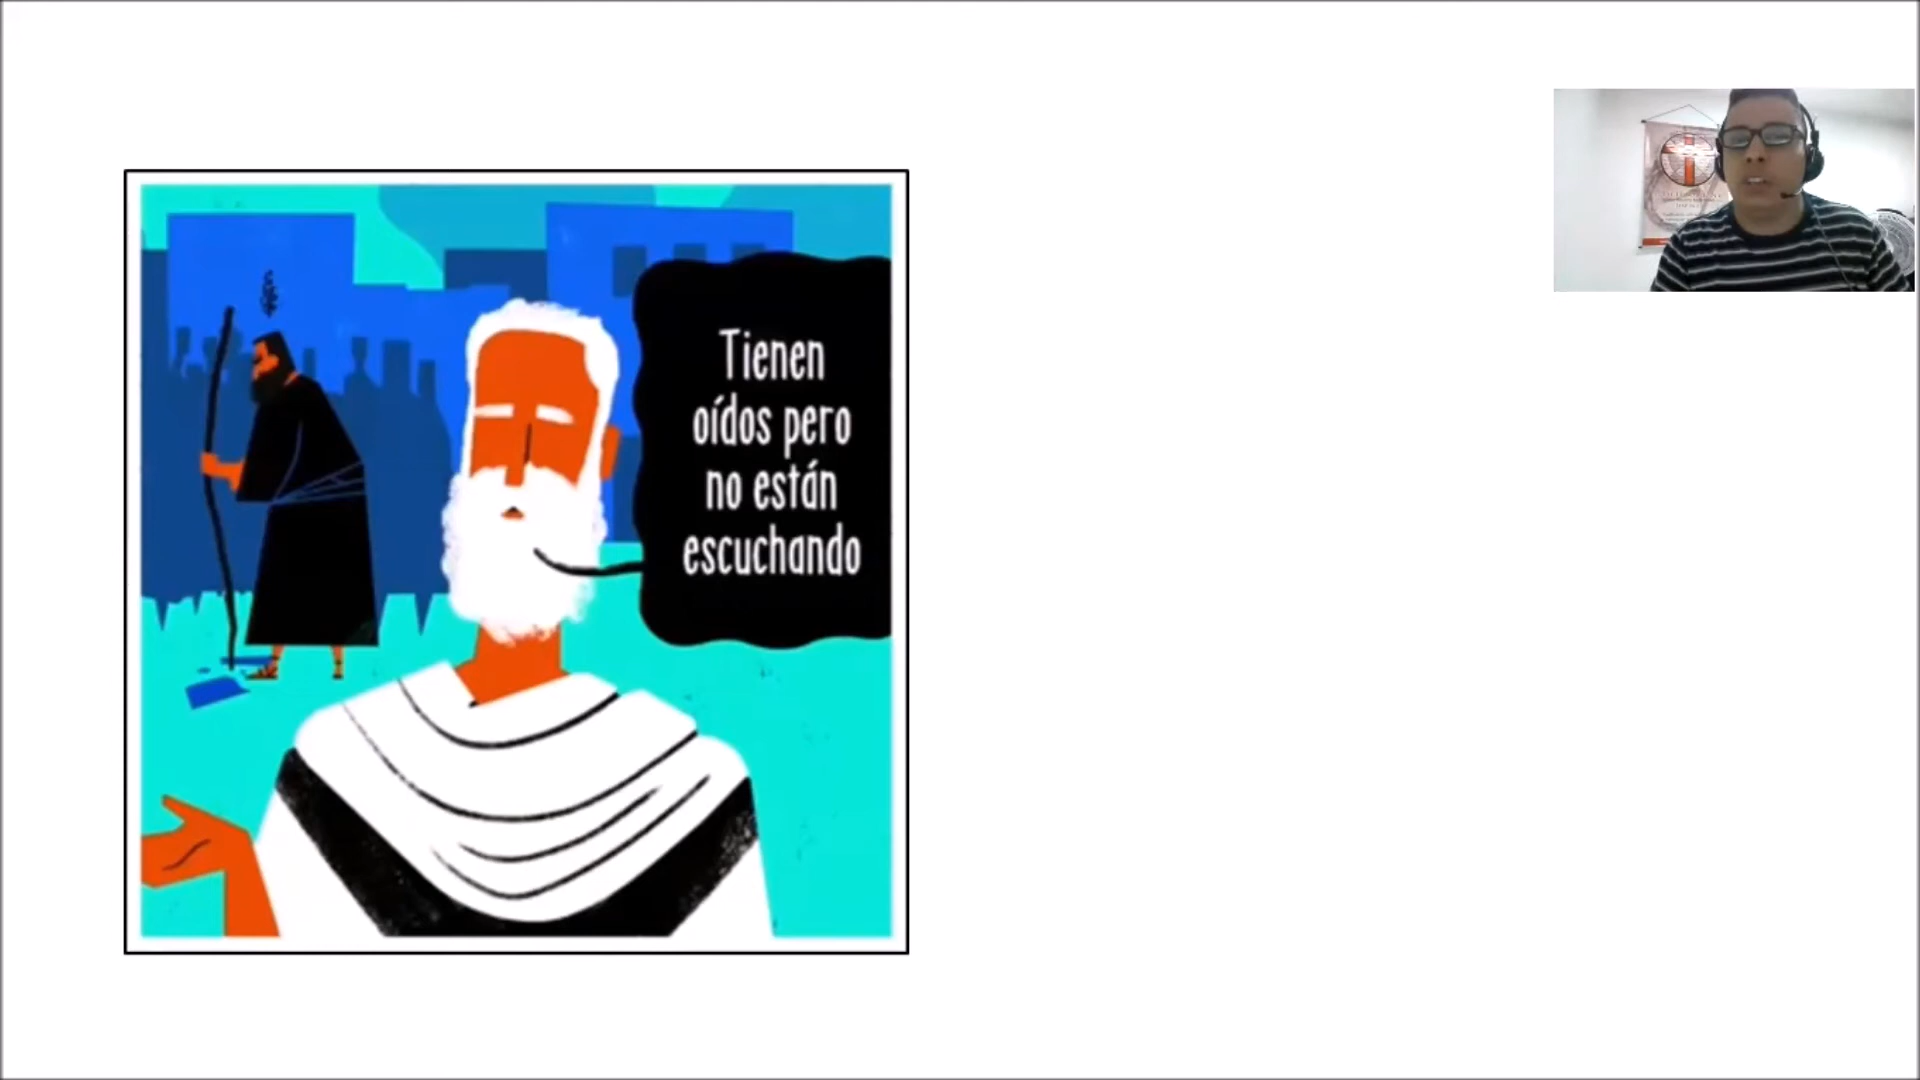 Tienen
oídos pero
no están
escuchando